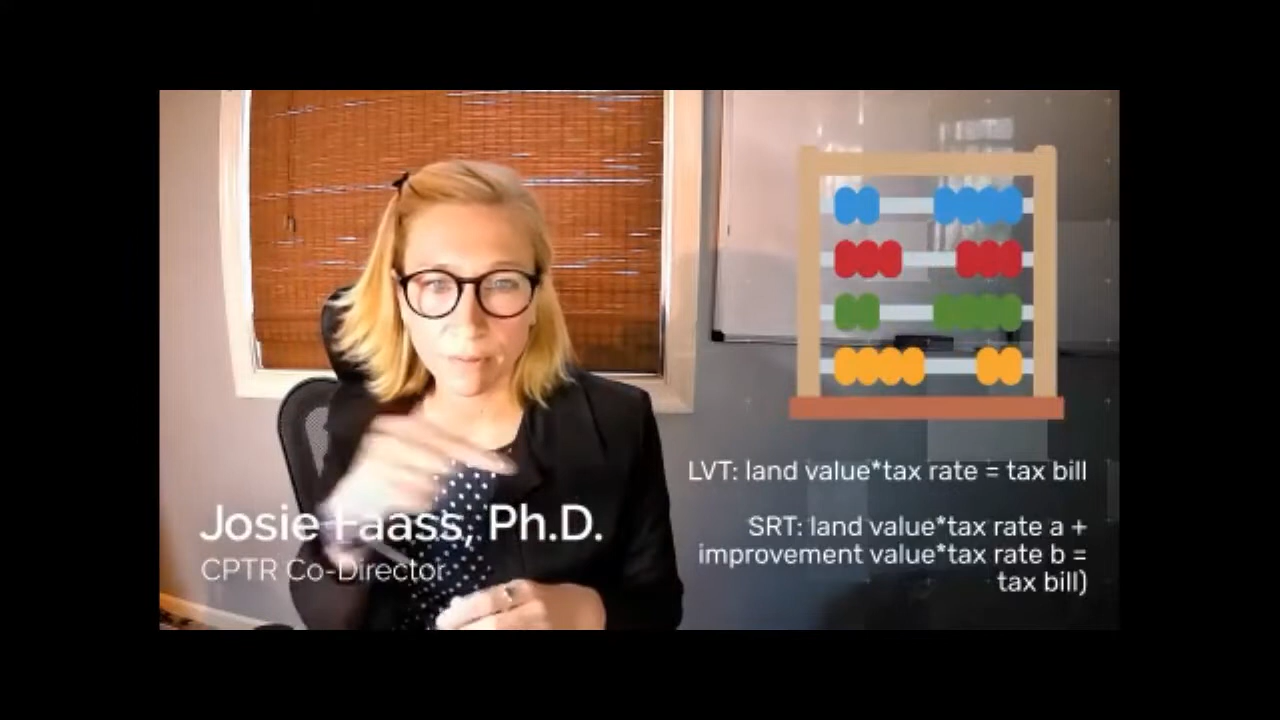 Josie Faass, Ph.D.
CPTR Co-Director
LVT: land value*tax rate = tax bill
SRT: land value*tax rate a +
improvement value*tax rate b =
tax bill)